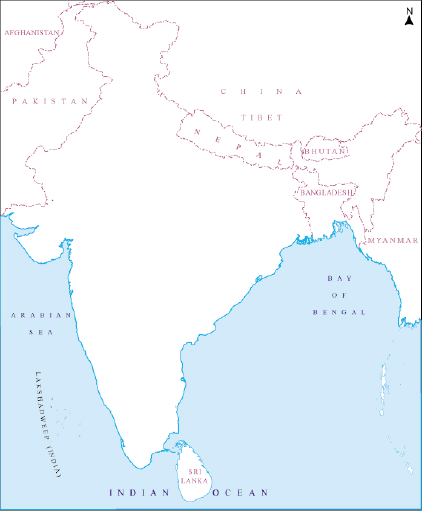 N
AFGHANISTAN
PAKISTAN
CHINA
TIBET
NEPAL
BHUTAN
BANGLADESH
MYANMAR
BAY
OF
BENGAL
ARABIAN
SEA
LAKSHADWEEP (INDIA)
SRI
LANKA
INDIAN OCEAN